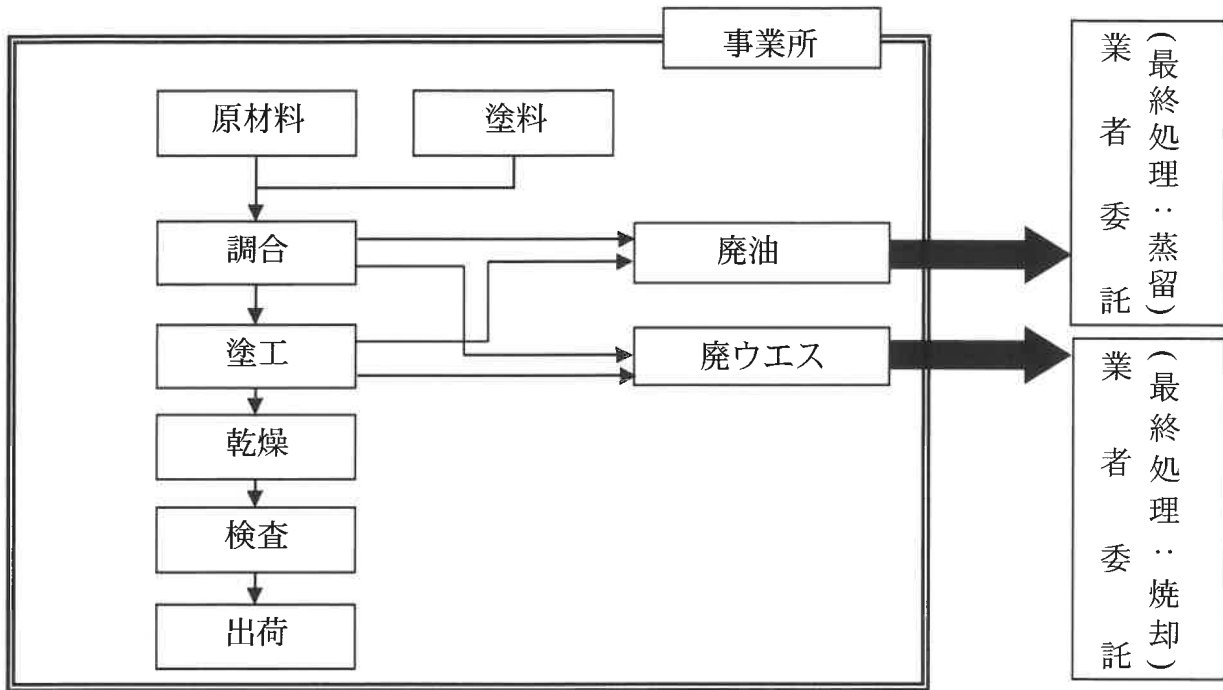 事業所
原材料
塗料
調合
廃油
塗工
廃ウエス
乾燥
検査
出荷
業者委託
(最終処理:蒸留)
業者委託
(最終処理:焼却)